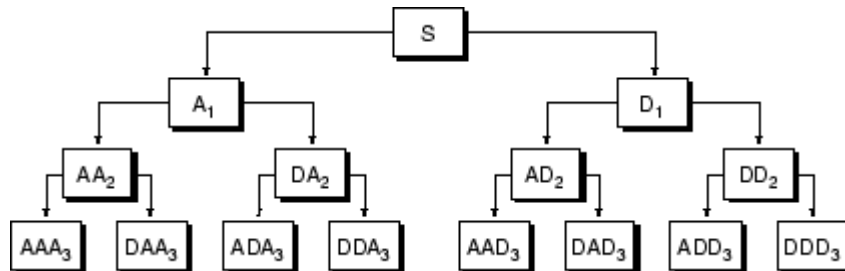 S
A₁ D₁
AA₂ DA₂ AD₂ DD₂
AAA₃ DAA₃ ADA₃ DDA₃ AAD₃ DAD₃ ADD₃ DDD₃